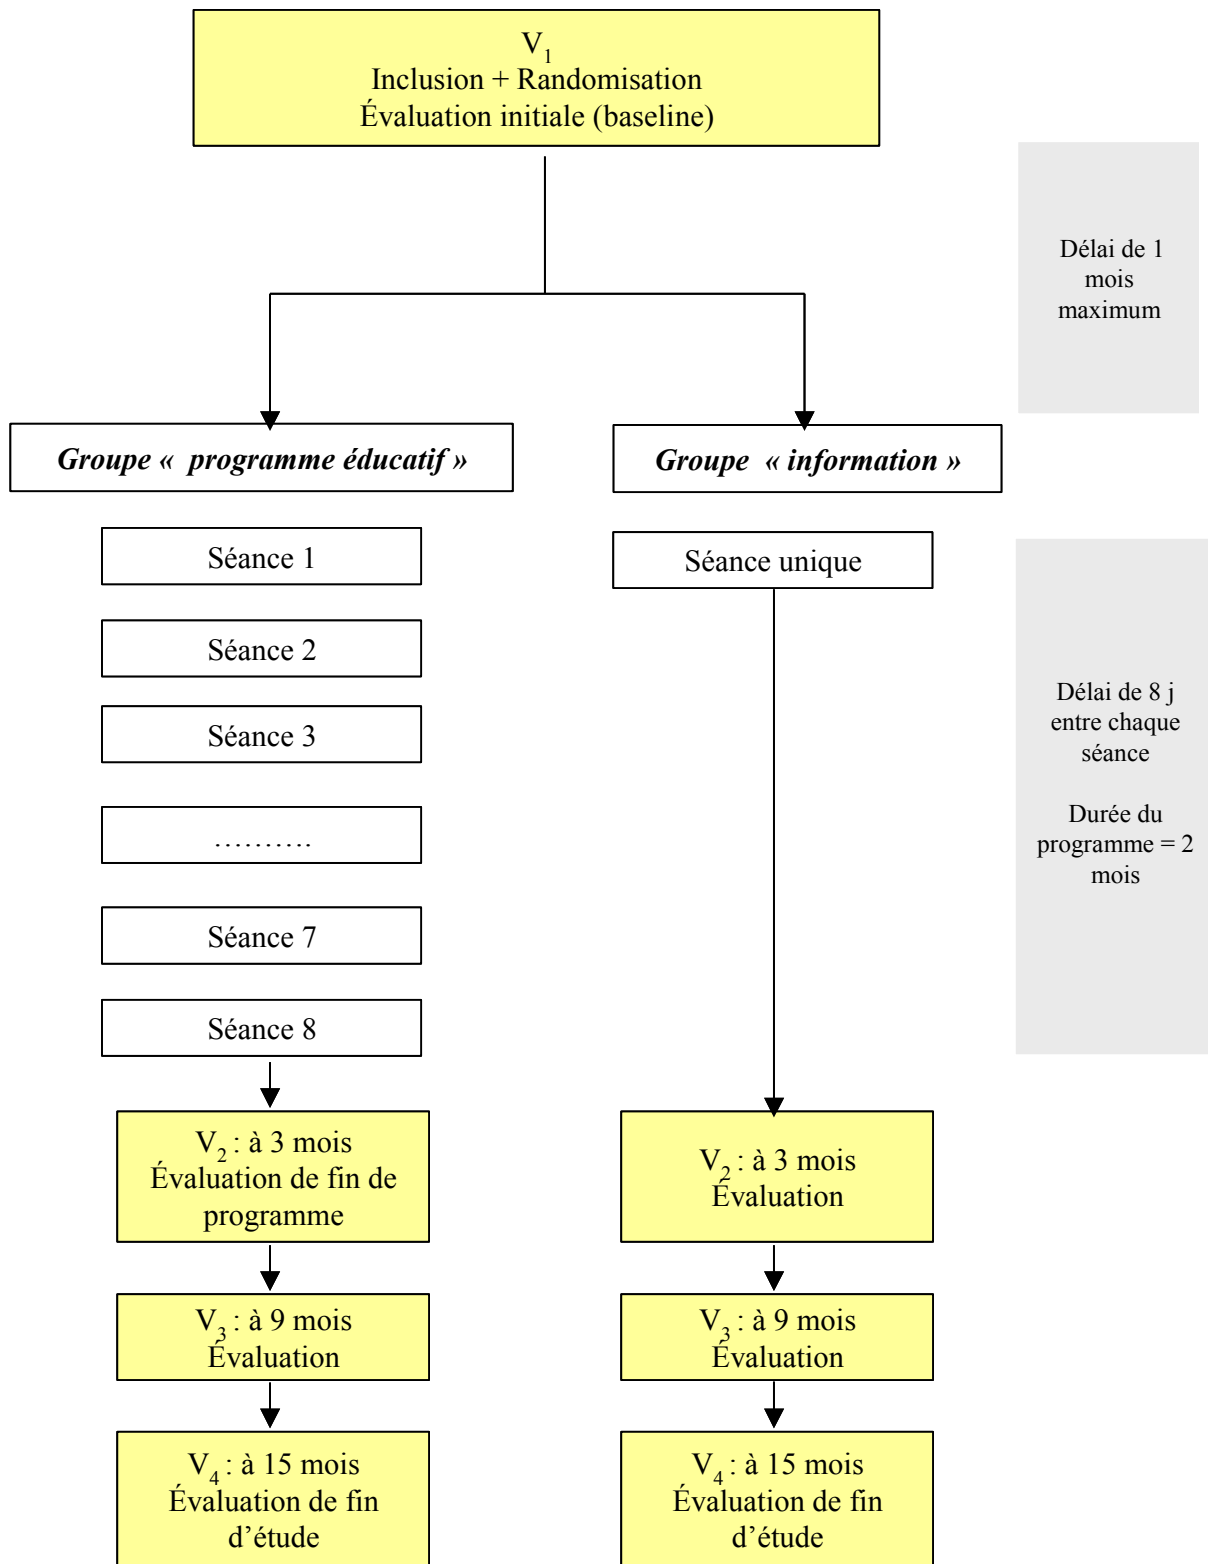 V1
Inclusion + Randomisation
Évaluation initiale (baseline)
Délai de 1
mois
maximum
Groupe « programme éducatif »
Groupe « information »
Séance 1
Séance 2
Séance 3
……….
Séance 7
Séance 8
Séance unique
Délai de 8 j
entre chaque
séance
Durée du
programme = 2
mois
V2 : à 3 mois
Évaluation de fin de
programme
V2 : à 3 mois
Évaluation
V3 : à 9 mois
Évaluation
V3 : à 9 mois
Évaluation
V4 : à 15 mois
Évaluation de fin
d’étude
V4 : à 15 mois
Évaluation de fin
d’étude